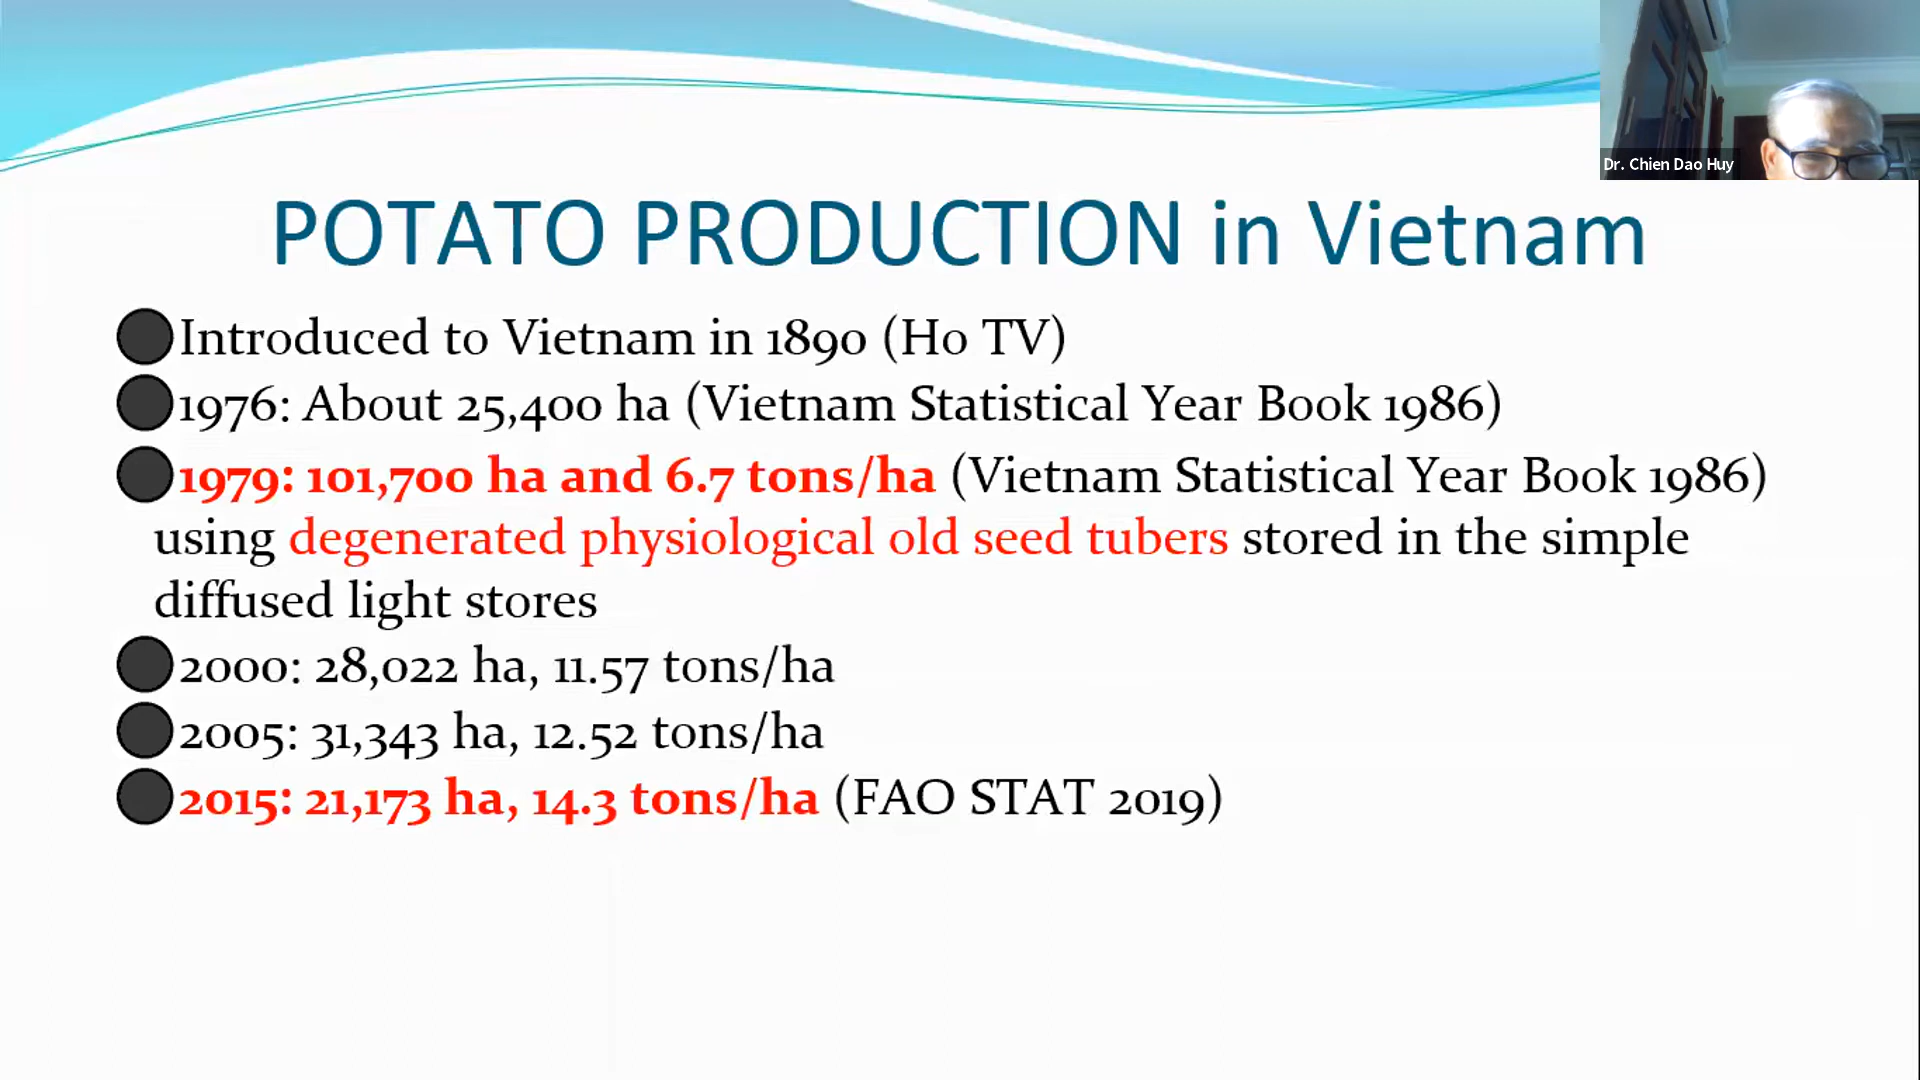 Dr. Chien Dao Huy
POTATO PRODUCTION in Vietnam
Introduced to Vietnam in 1890 (Ho TV)
1976: About 25,400 ha (Vietnam Statistical Year Book 1986)
1979: 101,700 ha and 6.7 tons/ha (Vietnam Statistical Year Book 1986)
using degenerated physiological old seed tubers stored in the simple
diffused light stores
2000: 28,022 ha, 11.57 tons/ha
2005: 31,343 ha, 12.52 tons/ha
2015: 21,173 ha, 14.3 tons/ha (FAO STAT 2019)